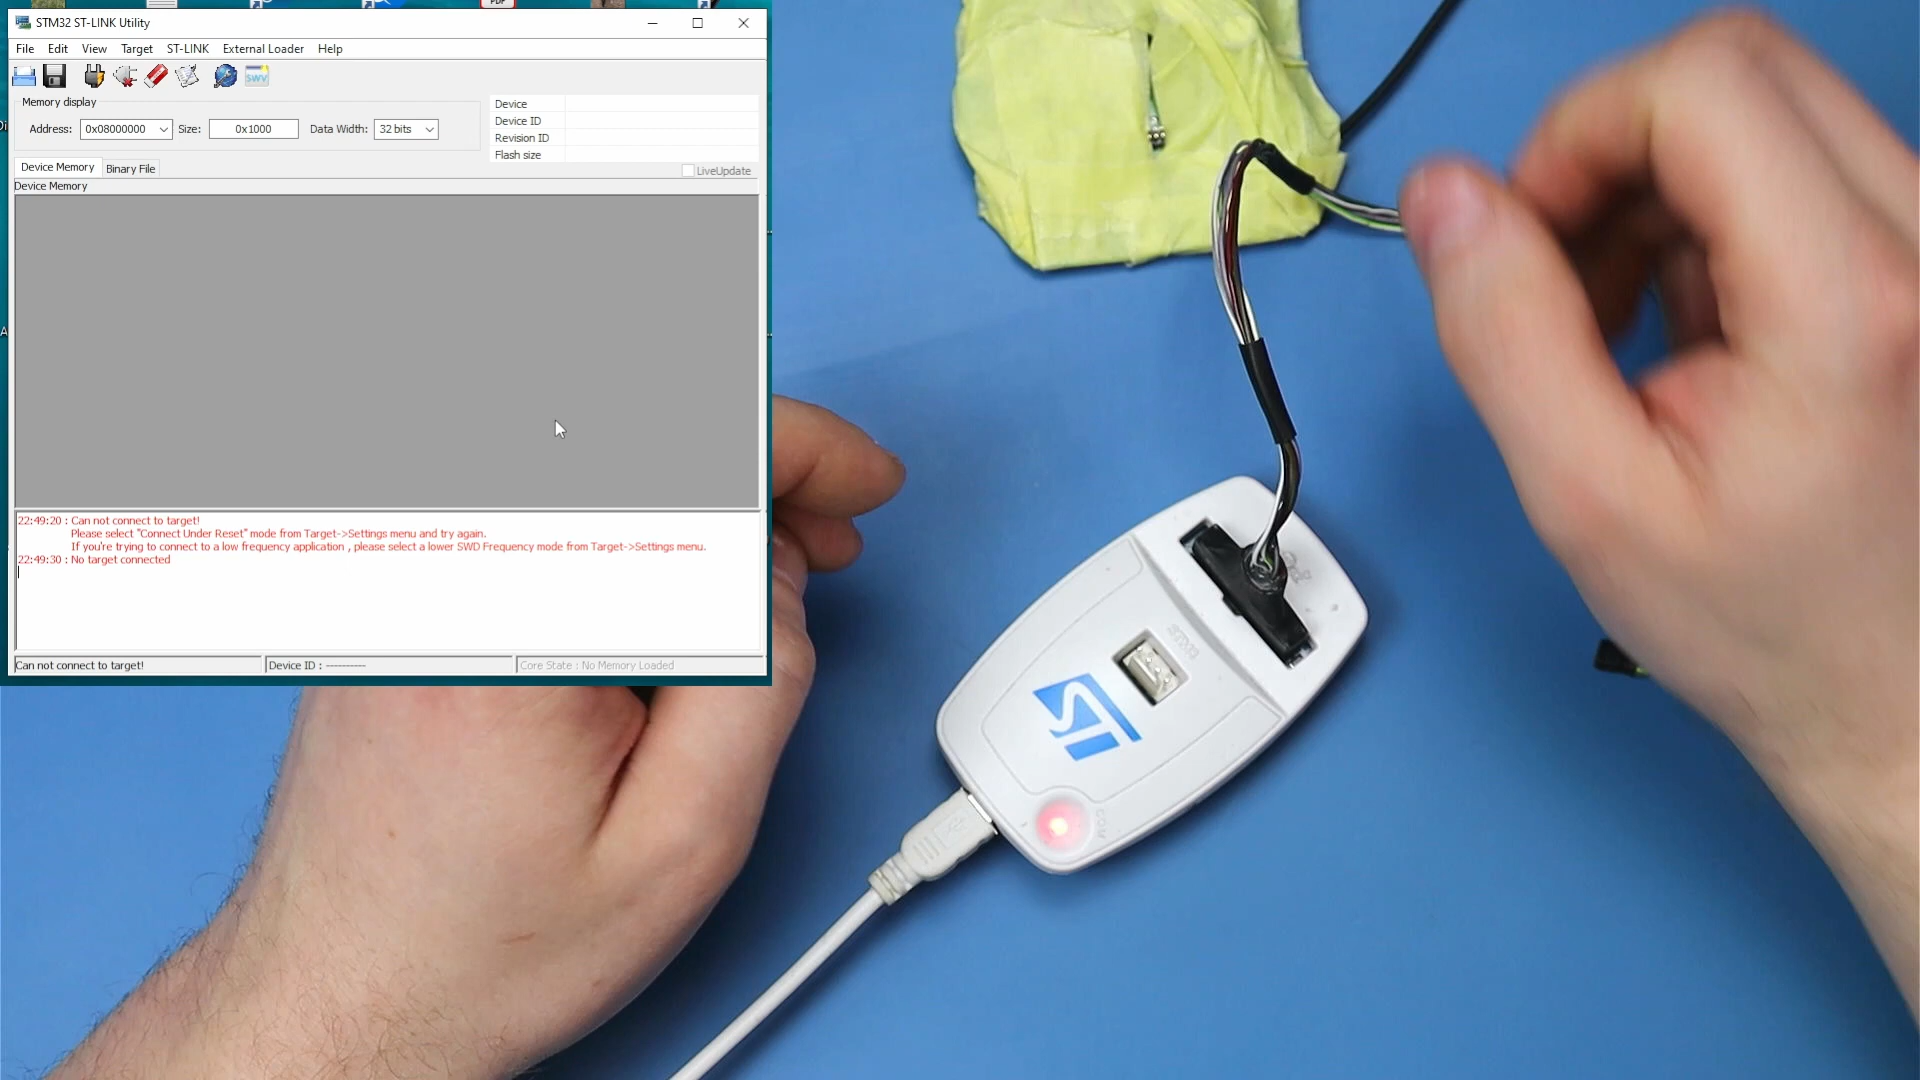 PDF
STM32 ST-LINK Utility
File Edit View Target ST-LINK External Loader Help
SWV
Memory display
Address: 0x08000000 Size: 0x1000 Data Width: 32 bits
Device
Device ID
Revision ID
Flash size
LiveUpdate
Device Memory Binary File
Device Memory
22:49:20 : Can not connect to target!
Please select "Connect Under Reset" mode from Target->Settings menu and try again.
If you're trying to connect to a low frequency application , please select a lower SWD Frequency mode from Target->Settings menu.
22:49:30 : No target connected
Can not connect to target! Device ID : ---------- Core State : No Memory Loaded
ST
COM